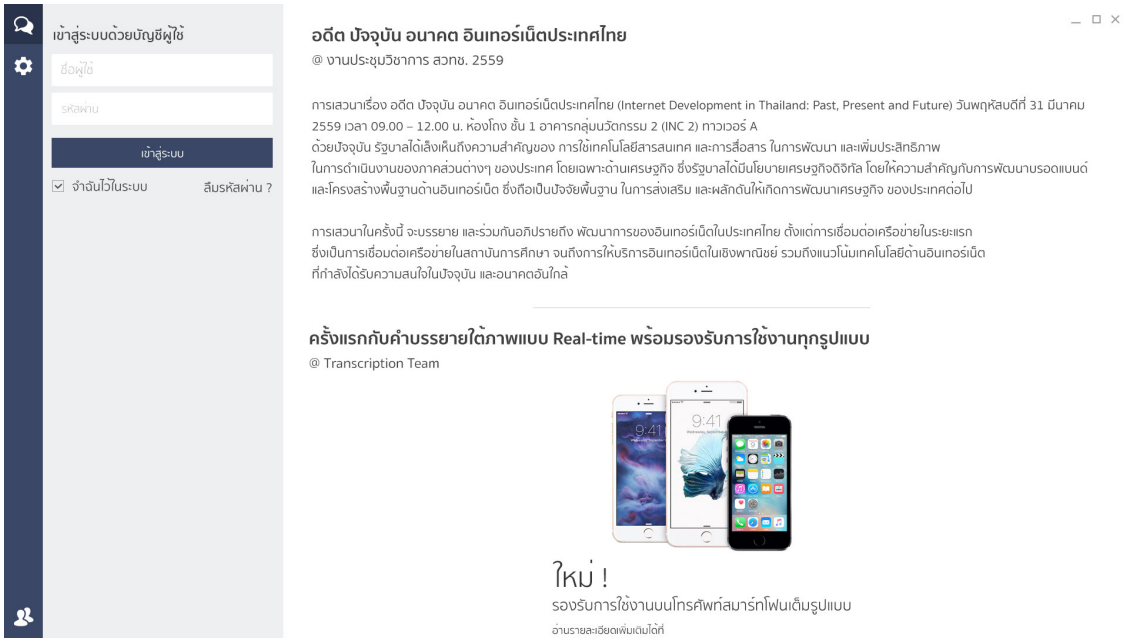 เข้าสู่ระบบด้วยบัญชีผู้ใช้
ชื่อผู้ใช้
รหัสผ่าน
เข้าสู่ระบบ
จำฉันไว้ในระบบ
ลืมรหัสผ่าน ?
อดีต ปัจจุบัน อนาคต อินเทอร์เน็ตประเทศไทย
@ งานประชุมวิชาการ สวทช. 2559
การเสวนาเรื่อง อดีต ปัจจุบัน อนาคต อินเทอร์เน็ตประเทศไทย (Internet Development in Thailand: Past, Present and Future) วันพฤหัสบดีที่ 31 มีนาคม
2559 เวลา 09.00 – 12.00 น. ห้องโถง ชั้น 1 อาคารกลุ่มนวัตกรรม 2 (INC 2) ทาวเวอร์ A
ด้วยปัจจุบัน รัฐบาลได้เล็งเห็นถึงความสำคัญของ การใช้เทคโนโลยีสารสนเทศ และการสื่อสาร ในการพัฒนา และเพิ่มประสิทธิภาพ
ในการดำเนินงานของภาคส่วนต่างๆ ของประเทศ โดยเฉพาะด้านเศรษฐกิจ ซึ่งรัฐบาลได้มีนโยบายเศรษฐกิจดิจิทัล โดยให้ความสำคัญกับการพัฒนาบรอดแบนด์
และโครงสร้างพื้นฐานด้านอินเทอร์เน็ต ซึ่งถือเป็นปัจจัยพื้นฐาน ในการส่งเสริม และผลักดันให้เกิดการพัฒนาเศรษฐกิจ ของประเทศต่อไป
การเสวนาในครั้งนี้ จะบรรยาย และร่วมกันอภิปรายถึง พัฒนาการของอินเทอร์เน็ตในประเทศไทย ตั้งแต่การเชื่อมต่อเครือข่ายในระยะแรก
ซึ่งเป็นการเชื่อมต่อเครือข่ายในสถาบันการศึกษา จนถึงการให้บริการอินเทอร์เน็ตในเชิงพาณิชย์ รวมถึงแนวโน้มเทคโนโลยีด้านอินเทอร์เน็ต
ที่กำลังได้รับความสนใจในปัจจุบัน และอนาคตอันใกล้
ครั้งแรกกับคำบรรยายใต้ภาพแบบ Real-time พร้อมรองรับการใช้งานทุกรูปแบบ
@ Transcription Team
9:41
9:41
ใหม่ !
รองรับการใช้งานบนโทรศัพท์สมาร์ทโฟนเต็มรูปแบบ
อ่านรายละเอียดเพิ่มเติมได้ที่